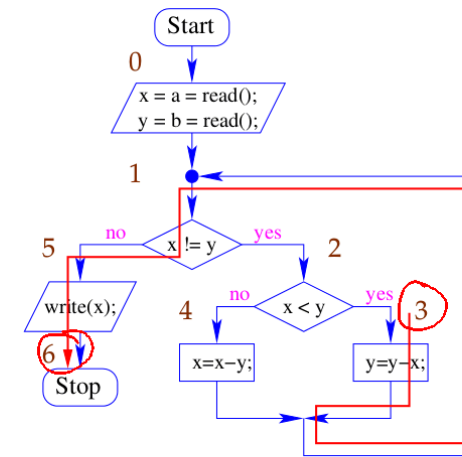 Start
0
x = a = read();
y = b = read();
1
no
x != y
yes
5
2
write(x);
no
x < y
yes
4
3
6
x=x−y;
y=y−x;
Stop